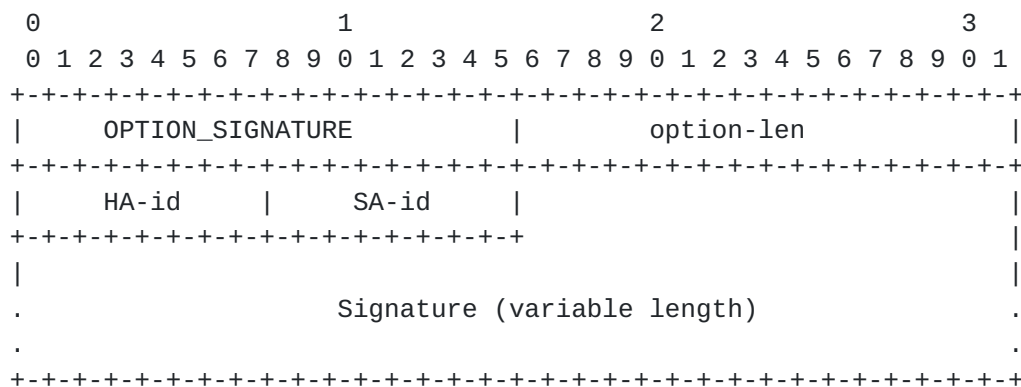 0                   1                   2                   3
 0 1 2 3 4 5 6 7 8 9 0 1 2 3 4 5 6 7 8 9 0 1 2 3 4 5 6 7 8 9 0 1
+-+-+-+-+-+-+-+-+-+-+-+-+-+-+-+-+-+-+-+-+-+-+-+-+-+-+-+-+-+-+-+-+
|     OPTION_SIGNATURE          |        option-len             |
+-+-+-+-+-+-+-+-+-+-+-+-+-+-+-+-+-+-+-+-+-+-+-+-+-+-+-+-+-+-+-+-+
|     HA-id     |     SA-id     |                               |
+-+-+-+-+-+-+-+-+-+-+-+-+-+-+-+-+                               |
|                                                               |
.                    Signature (variable length)                .
.                                                               .
+-+-+-+-+-+-+-+-+-+-+-+-+-+-+-+-+-+-+-+-+-+-+-+-+-+-+-+-+-+-+-+-+